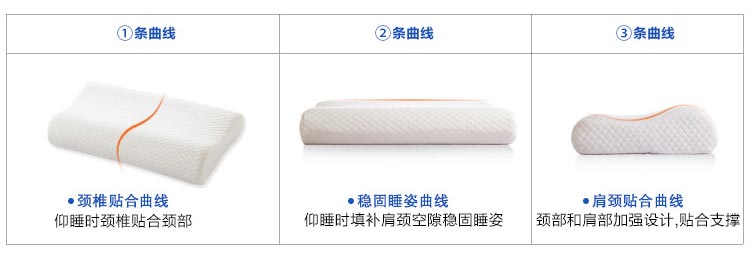 ①条曲线
②条曲线
③条曲线
•颈椎贴合曲线
仰睡时颈椎贴合颈部
•稳固睡姿曲线
仰睡时填补肩颈空隙稳固睡姿
•肩颈贴合曲线
颈部和肩部加强设计,贴合支撑